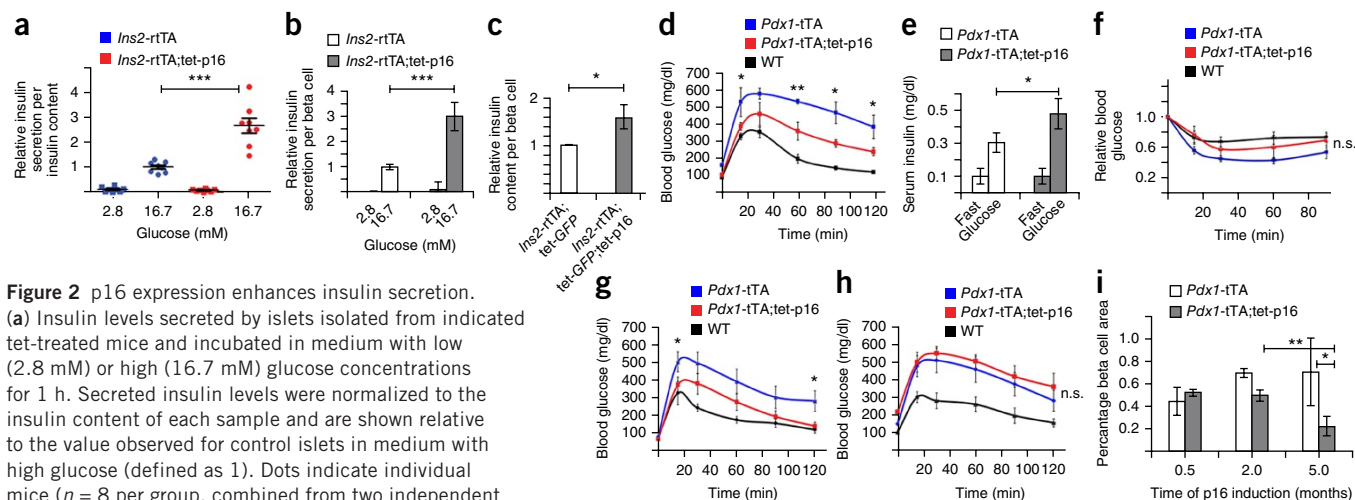 a
Ins2-rtTA
Ins2-rtTA;tet-p16
***
Relative insulin
secretion per
insulin content
5
4
3
2
1
0
2.8
16.7
2.8
16.7
Glucose (mM)
b
Ins2-rtTA
Ins2-rtTA;tet-p16
***
Relative insulin
secretion per beta cell
4
3
2
1
0
2.8
16.7
2.8
16.7
Glucose (mM)
c
*
Relative insulin
content per beta cell
2
1
0
Ins2-rtTA;
tet-GFP
Ins2-rtTA;
tet-GFP;tet-p16
d
Pdx1-tTA
Pdx1-tTA;tet-p16
WT
Blood glucose (mg/dl)
700
600
500
400
300
200
100
* ** * *
0 20 40 60 80 100 120
Time (min)
e
Pdx1-tTA
Pdx1-tTA;tet-p16
*
Serum insulin (mg/dl)
0.5
0.3
0.1
Fast
Glucose
Fast
Glucose
f
Pdx1-tTA
Pdx1-tTA;tet-p16
WT
Relative blood
glucose
1.0
0.6
0.2
n.s.
0 20 40 60 80
Time (min)
Figure 2 p16 expression enhances insulin secretion.
(a) Insulin levels secreted by islets isolated from indicated
tet-treated mice and incubated in medium with low
(2.8 mM) or high (16.7 mM) glucose concentrations
for 1 h. Secreted insulin levels were normalized to the
insulin content of each sample and are shown relative
to the value observed for control islets in medium with
high glucose (defined as 1). Dots indicate individual
mice (n = 8 per group, combined from two independent
g
Pdx1-tTA
Pdx1-tTA;tet-p16
WT
Blood glucose (mg/dl)
700
600
500
400
300
200
100
* *
0 20 40 60 80 100 120
Time (min)
h
Pdx1-tTA
Pdx1-tTA;tet-p16
WT
Blood glucose (mg/dl)
700
600
500
400
300
200
100
n.s.
0 20 40 60 80 100 120
Time (min)
i
Pdx1-tTA
Pdx1-tTA;tet-p16
**
*
Percentage beta cell area
1.0
0.8
0.6
0.4
0.2
0.5 2.0 5.0
Time of p16 induction (months)